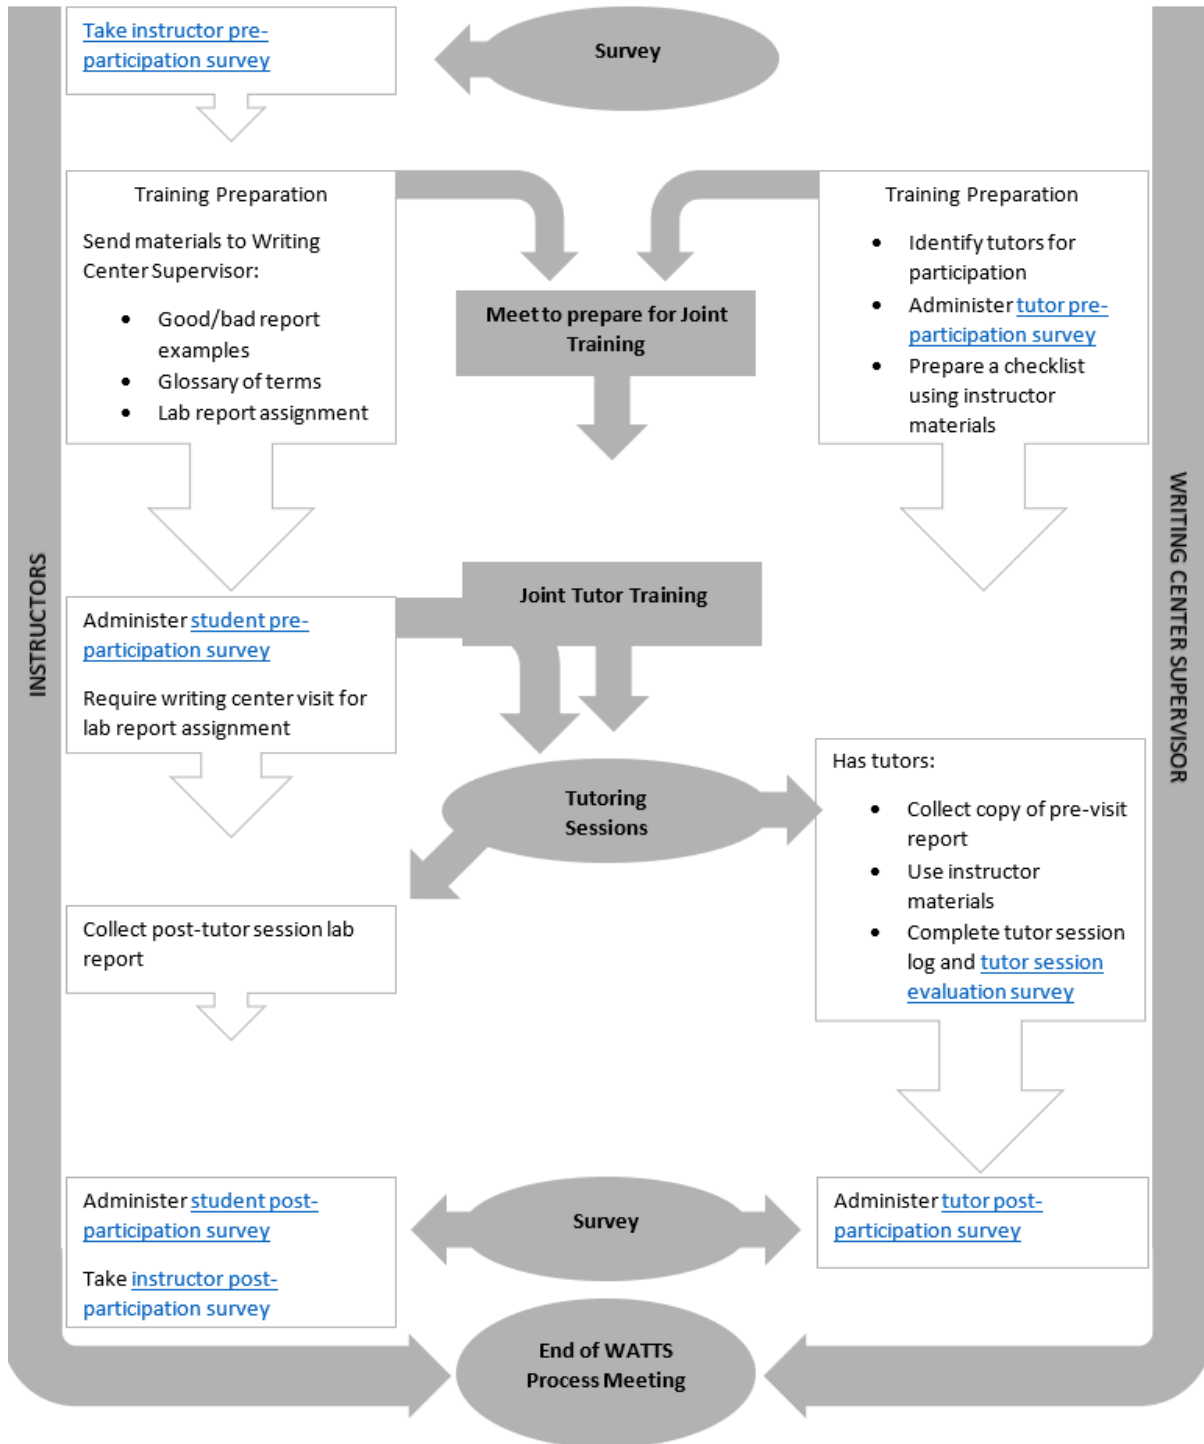 Take instructor pre-
participation survey
Survey
Training Preparation
Send materials to Writing
Center Supervisor:
• Good/bad report
examples
• Glossary of terms
• Lab report assignment
Meet to prepare for Joint
Training
Training Preparation
• Identify tutors for
participation
• Administer tutor pre-
participation survey
• Prepare a checklist
using instructor
materials
INSTRUCTORS
WRITING CENTER SUPERVISOR
Joint Tutor Training
Administer student pre-
participation survey
Require writing center visit for
lab report assignment
Tutoring
Sessions
Has tutors:
• Collect copy of pre-visit
report
• Use instructor
materials
• Complete tutor session
log and tutor session
evaluation survey
Collect post-tutor session lab
report
Administer student post-
participation survey
Take instructor post-
participation survey
Survey
Administer tutor post-
participation survey
End of WATTS
Process Meeting